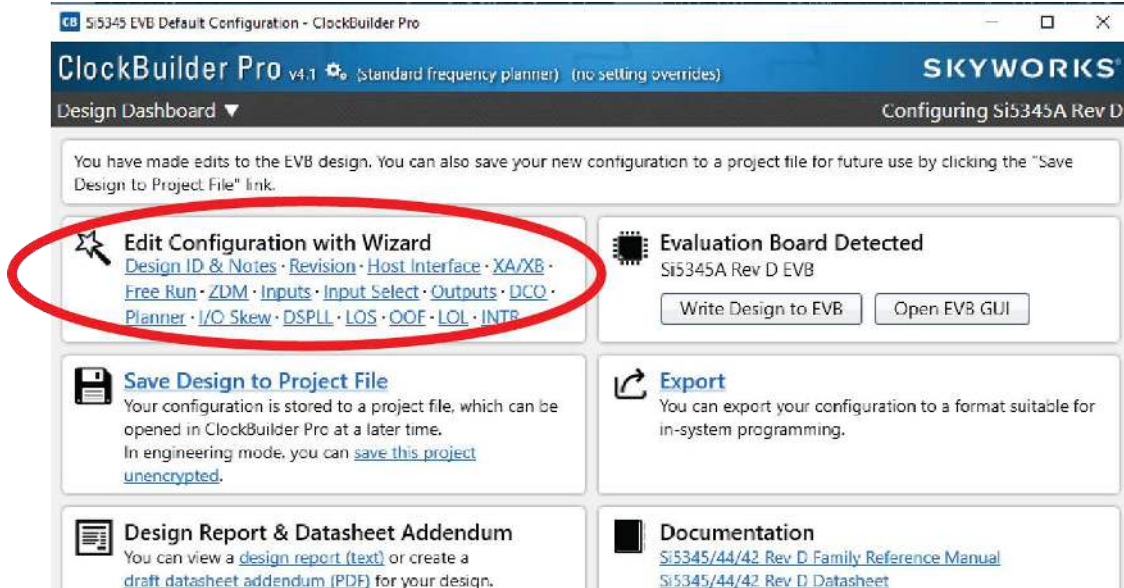 CB Si5345 EVB Default Configuration - ClockBuilder Pro
ClockBuilder Pro v4.1 (standard frequency planner) (no setting overrides)
SKYWORKS®
Design Dashboard ▼
Configuring Si5345A Rev D
You have made edits to the EVB design. You can also save your new configuration to a project file for future use by clicking the "Save
Design to Project File" link.
Edit Configuration with Wizard
Design ID & Notes · Revision · Host Interface · XA/XB ·
Free Run · ZDM · Inputs · Input Select · Outputs · DCO ·
Planner · I/O Skew · DSPLL · LOS · OOF · LOL · INTR
Evaluation Board Detected
Si5345A Rev D EVB
Write Design to EVB
Open EVB GUI
Save Design to Project File
Your configuration is stored to a project file, which can be
opened in ClockBuilder Pro at a later time.
In engineering mode, you can save this project
unencrypted.
Export
You can export your configuration to a format suitable for
in-system programming.
Design Report & Datasheet Addendum
You can view a design report (text) or create a
draft datasheet addendum (PDF) for your design.
Documentation
Si5345/44/42 Rev D Family Reference Manual
Si5345/44/42 Rev D Datasheet